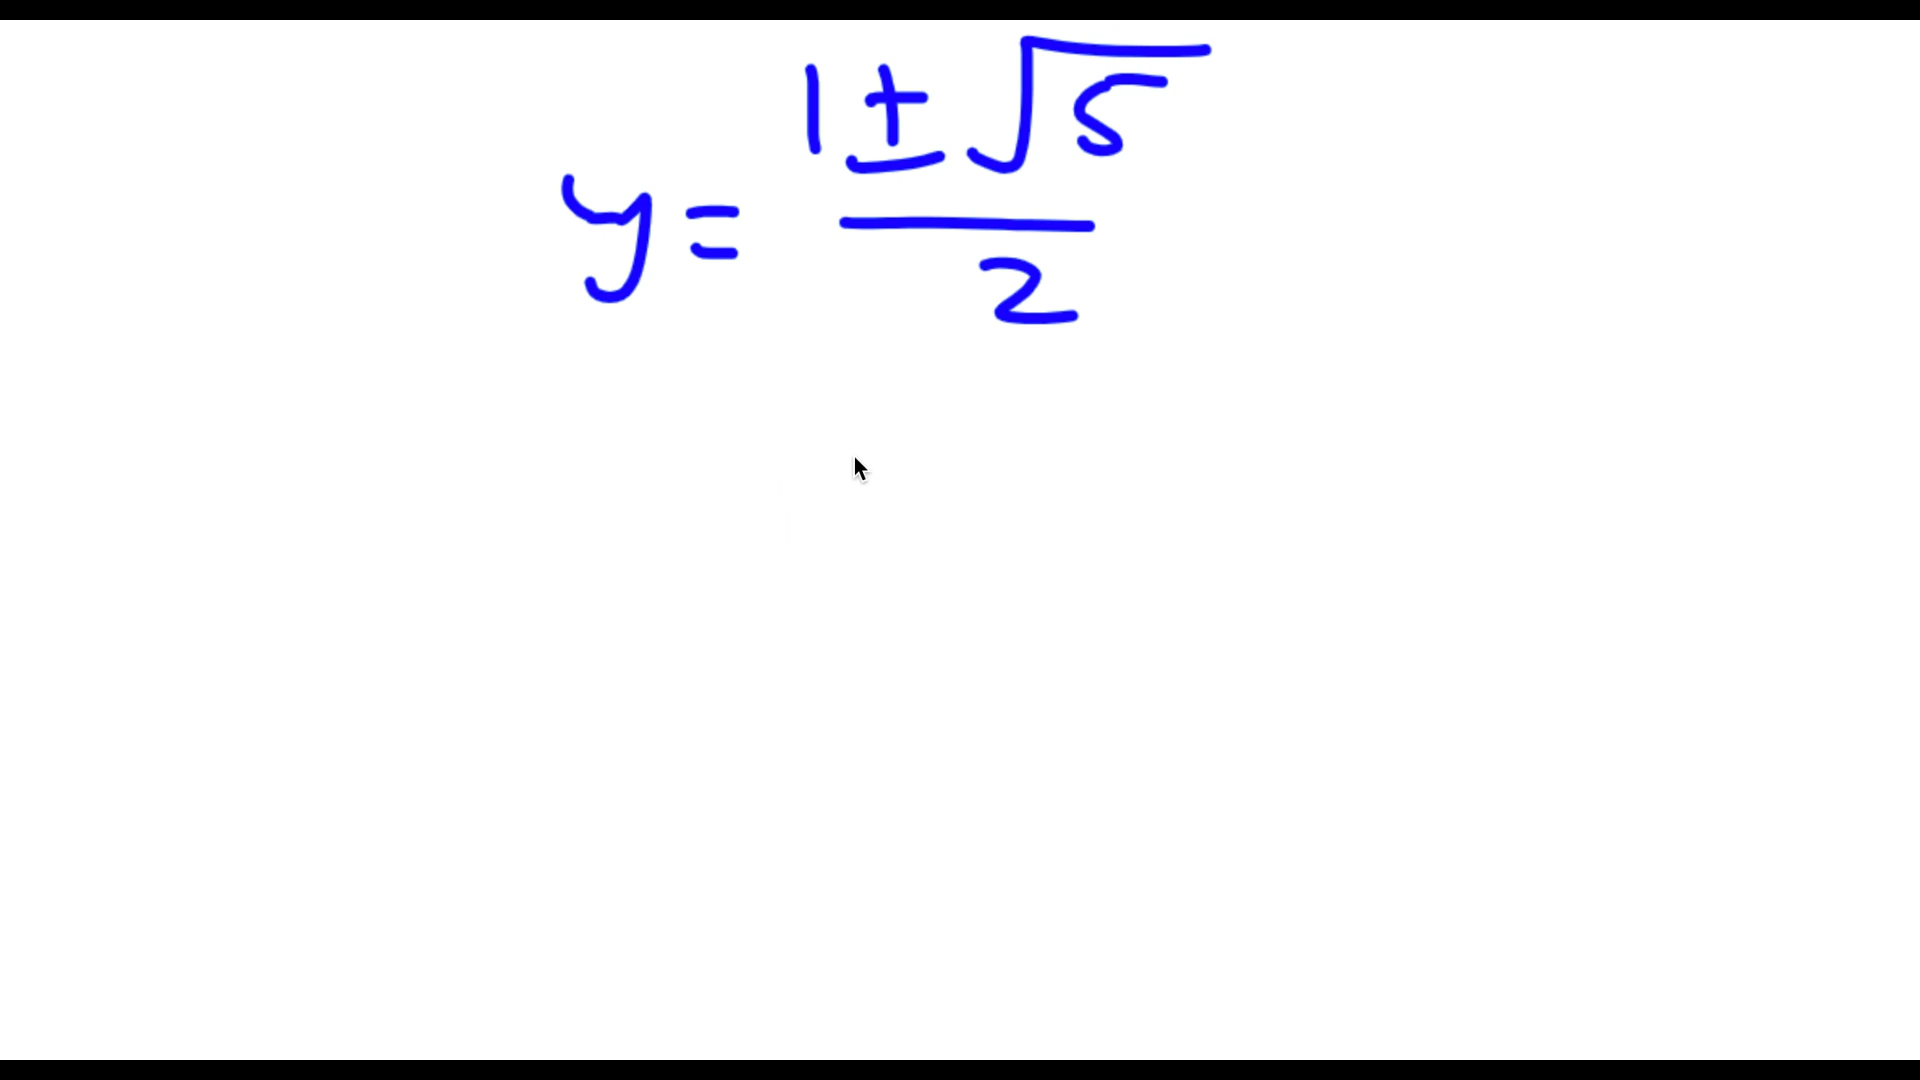 y = (1 ± √5) / 2